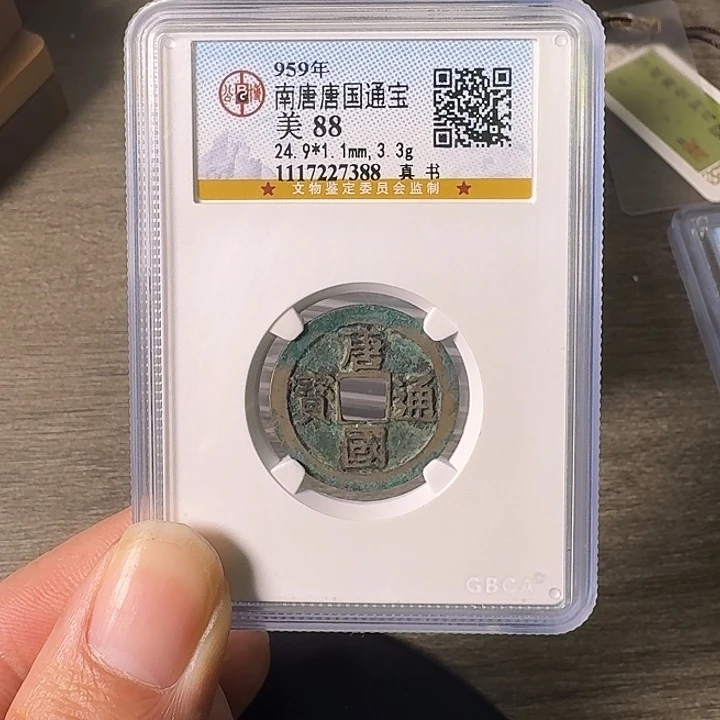 959年
南唐唐国通宝
美 88
24.9*1.1mm,3.3g
1117227388 真 书
文物鉴定委员会监制
唐
國
通
寶
GBCA